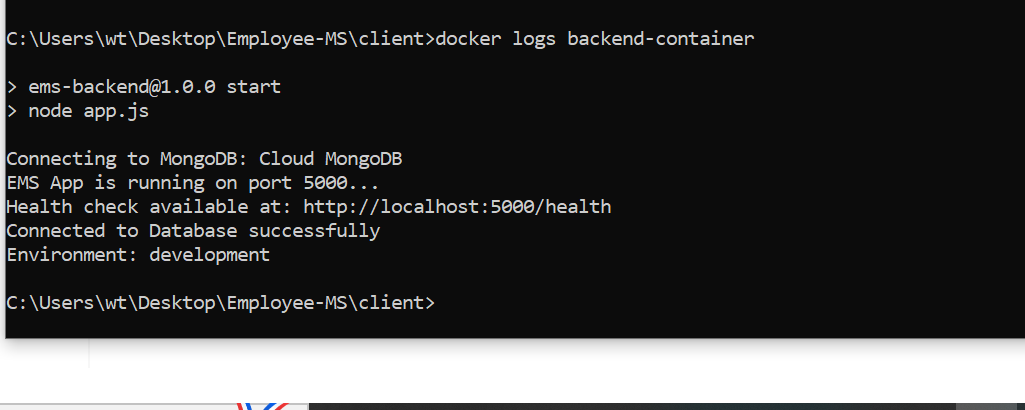 C:\Users\wt\Desktop\Employee-MS\client>docker logs backend-container
> ems-backend@1.0.0 start
> node app.js
Connecting to MongoDB: Cloud MongoDB
EMS App is running on port 5000...
Health check available at: http://localhost:5000/health
Connected to Database successfully
Environment: development
C:\Users\wt\Desktop\Employee-MS\client>